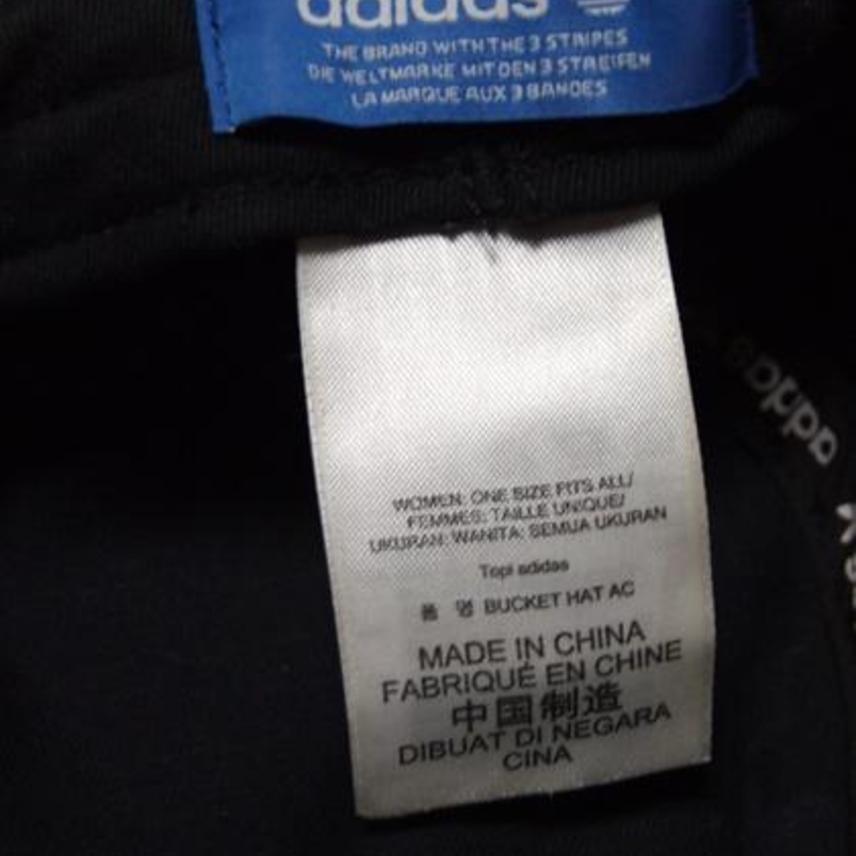 adidas
THE BRAND WITH THE 3 STRIPES
DIE WELTMARKE MIT DEN 3 STREIFEN
LA MARQUE AUX 3 BANDES
adidas
WOMEN: ONE SIZE FITS ALL/
FEMMES: TAILLE UNIQUE/
UKURAN: WANITA: SEMUA UKURAN
Topi adidas
품 명 BUCKET HAT AC
MADE IN CHINA
FABRIQUÉ EN CHINE
中国制造
DIBUAT DI NEGARA
CINA